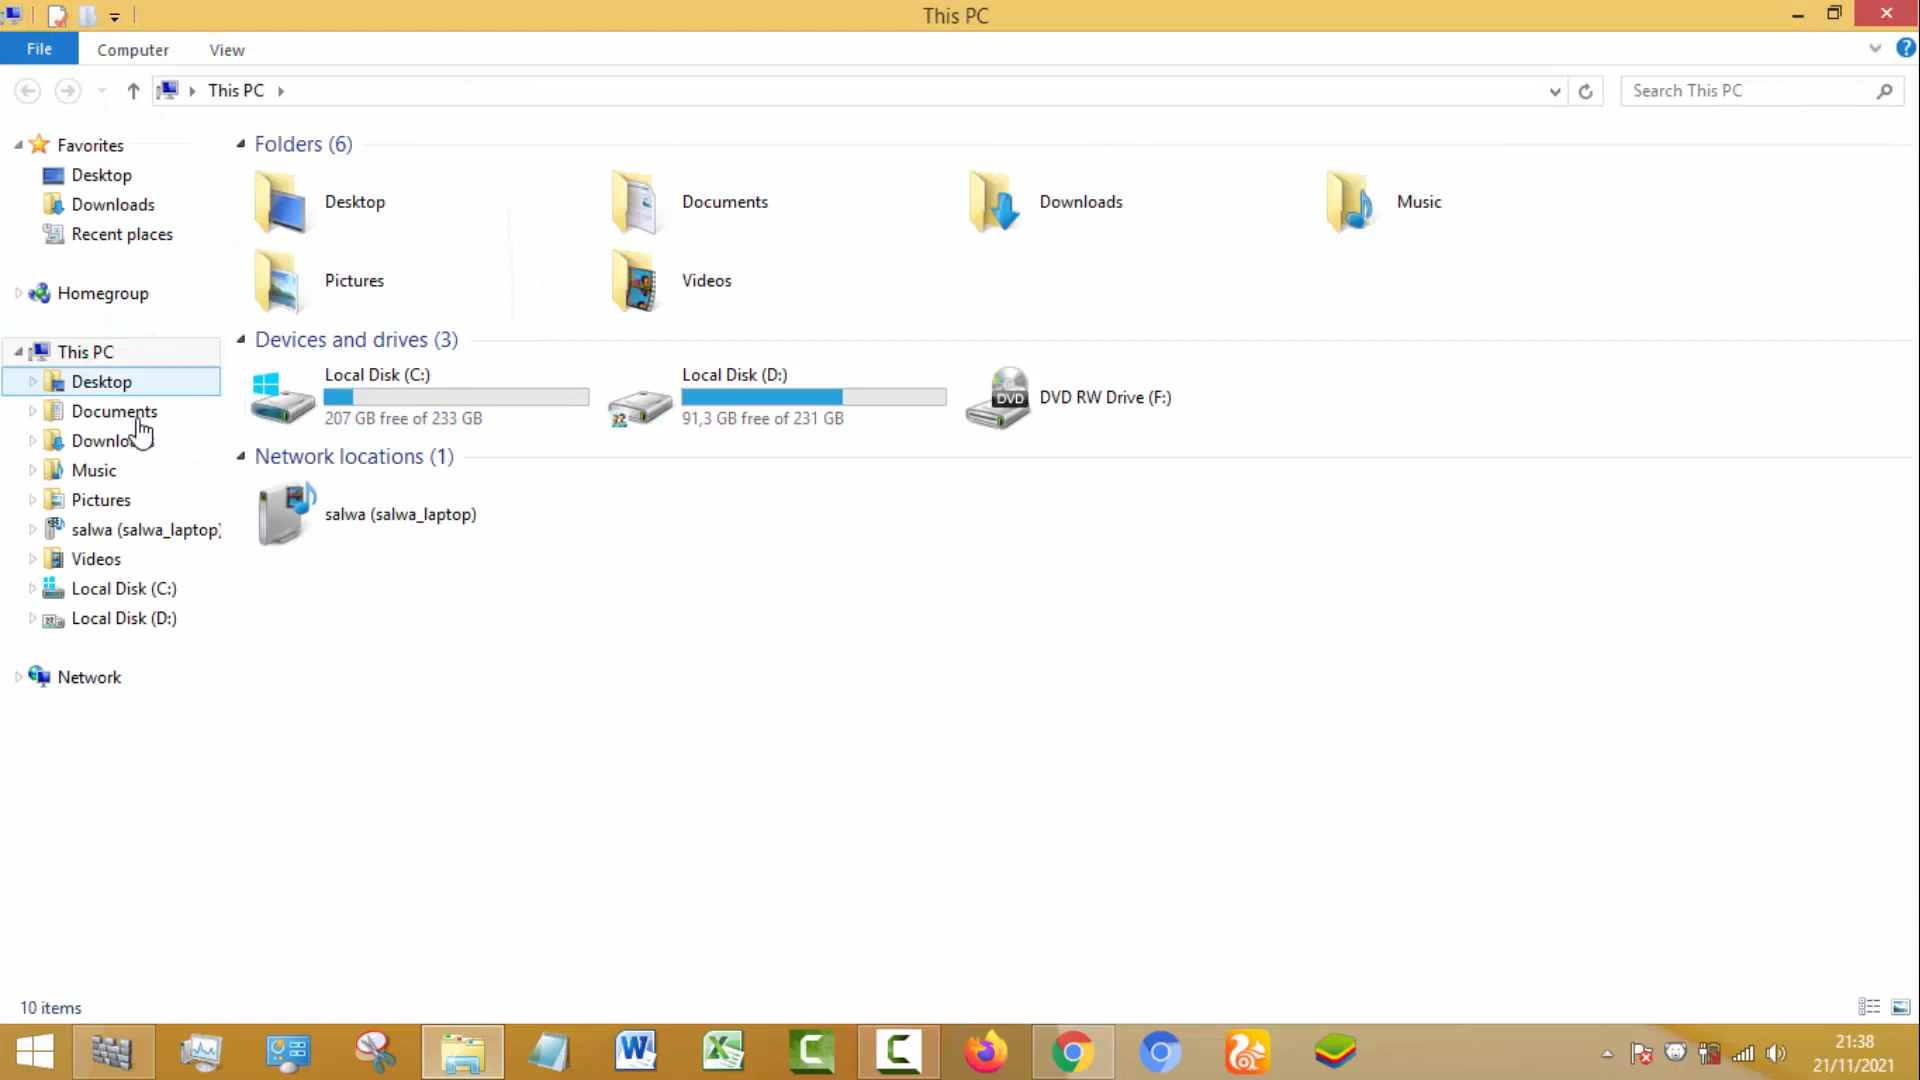 This PC
File
Computer
View
This PC
Search This PC
Favorites
Desktop
Downloads
Recent places
Homegroup
This PC
Desktop
Documents
Music
Pictures
salwa (salwa_laptop)
Videos
Local Disk (C:)
Local Disk (D:)
Network
Folders (6)
Desktop
Documents
Downloads
Music
Pictures
Videos
Devices and drives (3)
Local Disk (C:)
207 GB free of 233 GB
Local Disk (D:)
91,3 GB free of 231 GB
DVD
DVD RW Drive (F:)
Network locations (1)
salwa (salwa_laptop)
10 items
21:38
21/11/2021